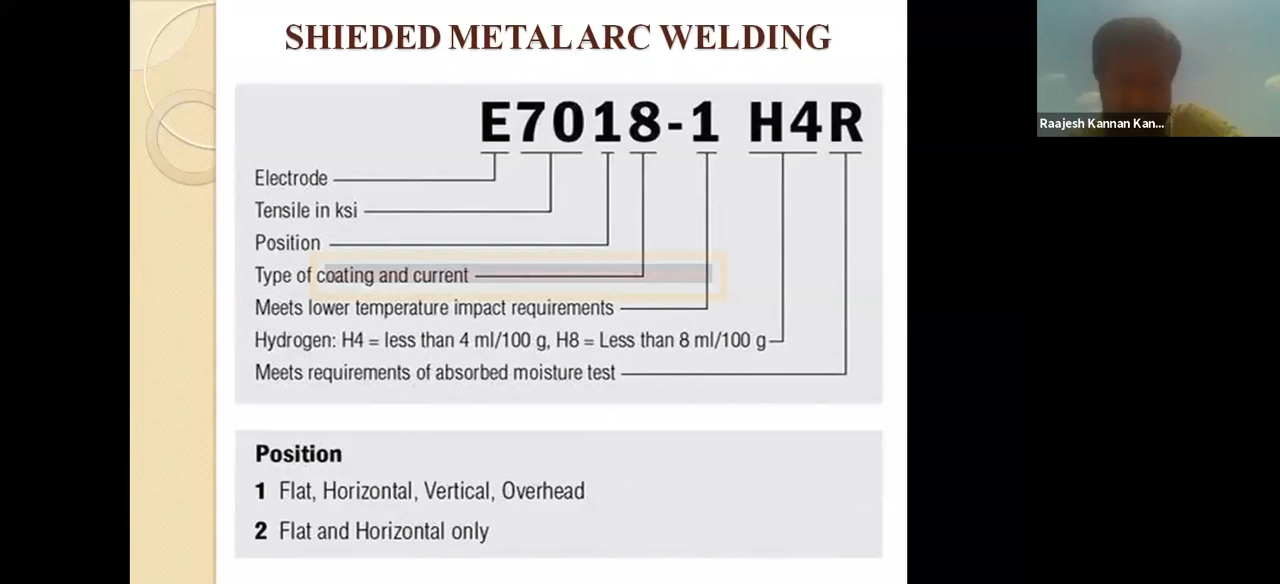 SHIEDED METAL ARC WELDING
E7018-1 H4R
Electrode
Tensile in ksi
Position
Type of coating and current
Meets lower temperature impact requirements
Hydrogen: H4 = less than 4 ml/100 g, H8 = Less than 8 ml/100 g
Meets requirements of absorbed moisture test
Position
1 Flat, Horizontal, Vertical, Overhead
2 Flat and Horizontal only
Raajesh Kannan Kan...